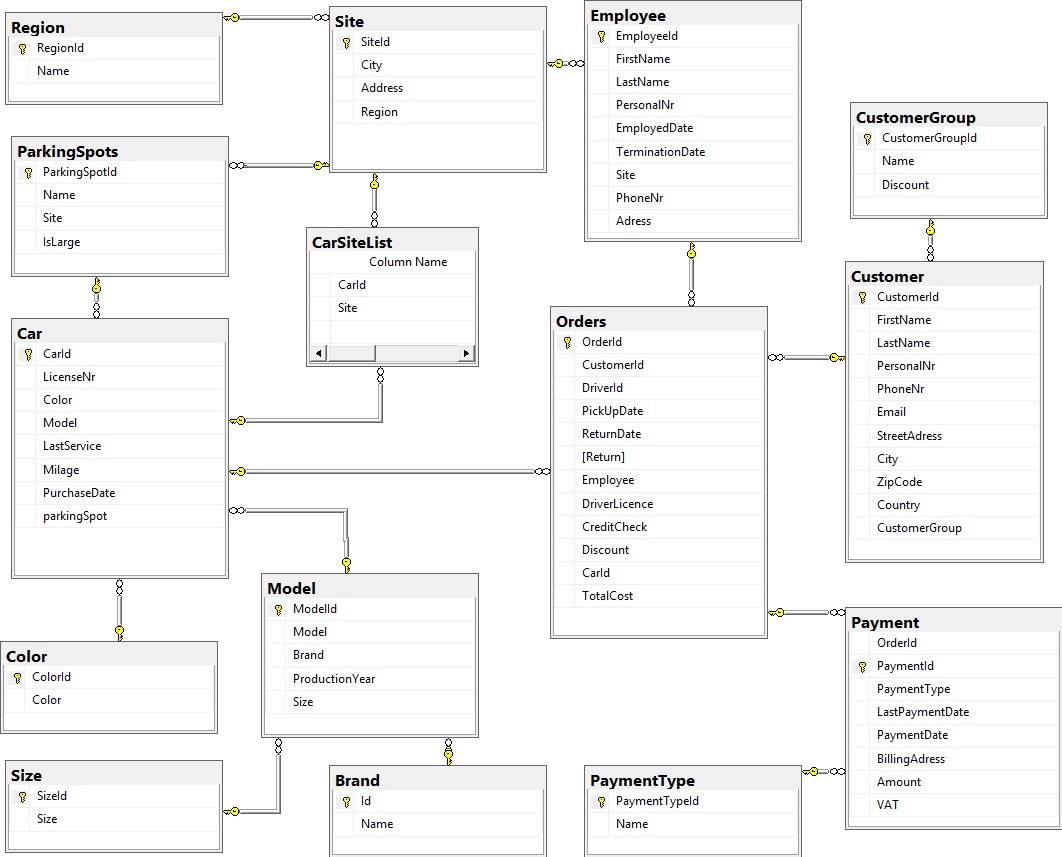 Region
RegionId
Name
Site
SiteId
City
Address
Region
Employee
EmployeeId
FirstName
LastName
PersonalNr
EmployedDate
TerminationDate
Site
PhoneNr
Adress
CustomerGroup
CustomerGroupId
Name
Discount
ParkingSpots
ParkingSpotId
Name
Site
IsLarge
CarSiteList
Column Name
CarId
Site
Customer
CustomerId
FirstName
LastName
PersonalNr
PhoneNr
Email
StreetAdress
City
ZipCode
Country
CustomerGroup
Orders
OrderId
CustomerId
DriverId
PickUpDate
ReturnDate
[Return]
Employee
DriverLicence
CreditCheck
Discount
CarId
TotalCost
Car
CarId
LicenseNr
Color
Model
LastService
Milage
PurchaseDate
parkingSpot
Model
ModelId
Model
Brand
ProductionYear
Size
Payment
OrderId
PaymentId
PaymentType
LastPaymentDate
PaymentDate
BillingAdress
Amount
VAT
Color
ColorId
Color
Size
SizeId
Size
Brand
Id
Name
PaymentType
PaymentTypeId
Name